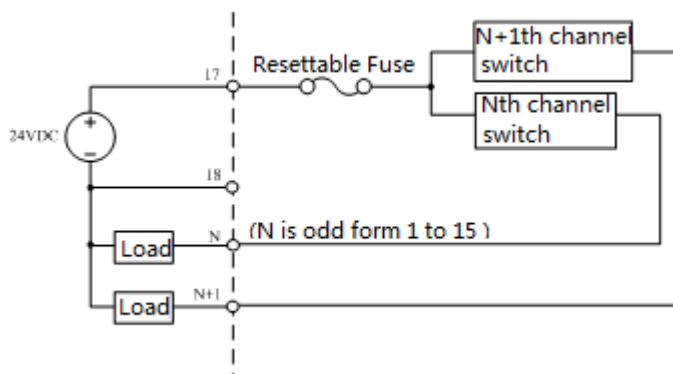 N+1th channel
switch
Resettable Fuse
17
Nth channel
switch
+
24VDC
−
18
(N is odd form 1 to 15 )
N
Load
N+1
Load